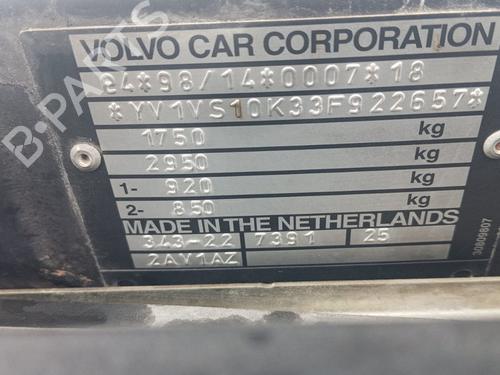 VOLVO CAR CORPORATION
e4*98/14*0007*18
*YV1VS10K33F922657*
1750 kg
2950 kg
1- 920 kg
2- 850 kg
MADE IN THE NETHERLANDS
343-22 7391 25
2AY1AZ
30809807
B-PARTS